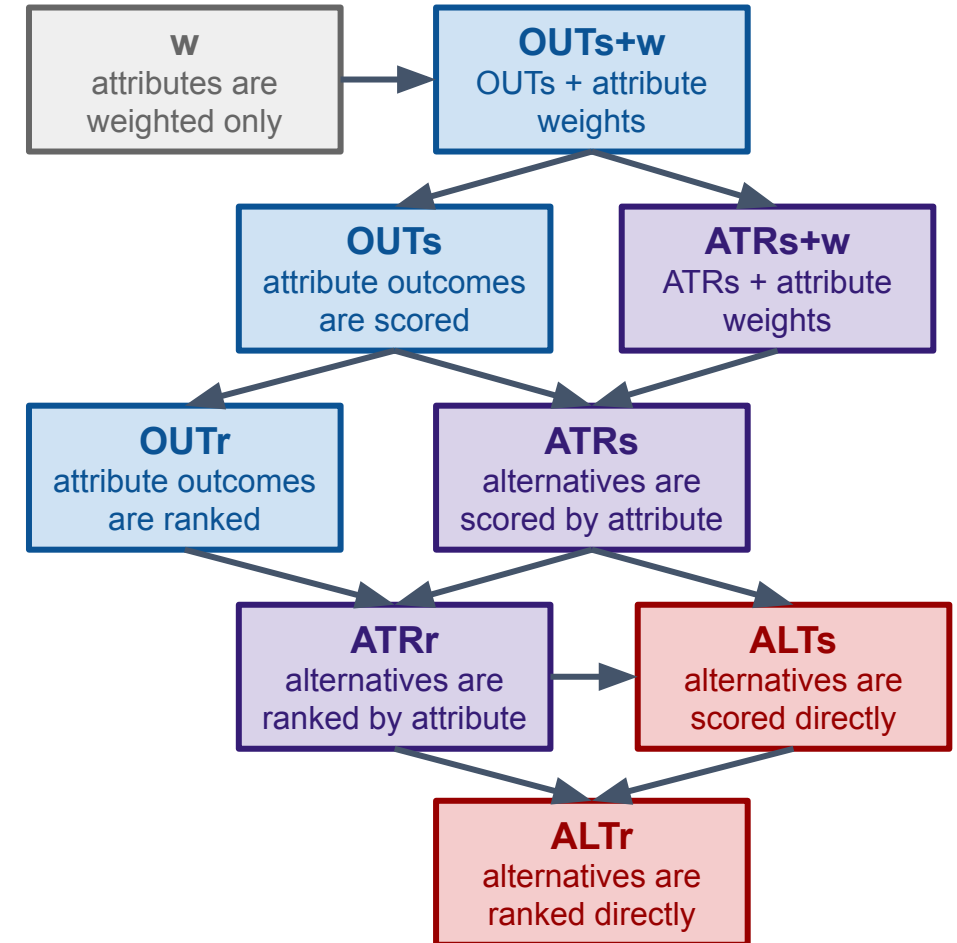 w
attributes are
weighted only
OUTs+w
OUTs + attribute
weights
OUTs
attribute outcomes
are scored
ATRs+w
ATRs + attribute
weights
OUTr
attribute outcomes
are ranked
ATRs
alternatives are
scored by attribute
ATRr
alternatives are
ranked by attribute
ALTs
alternatives are
scored directly
ALTr
alternatives are
ranked directly